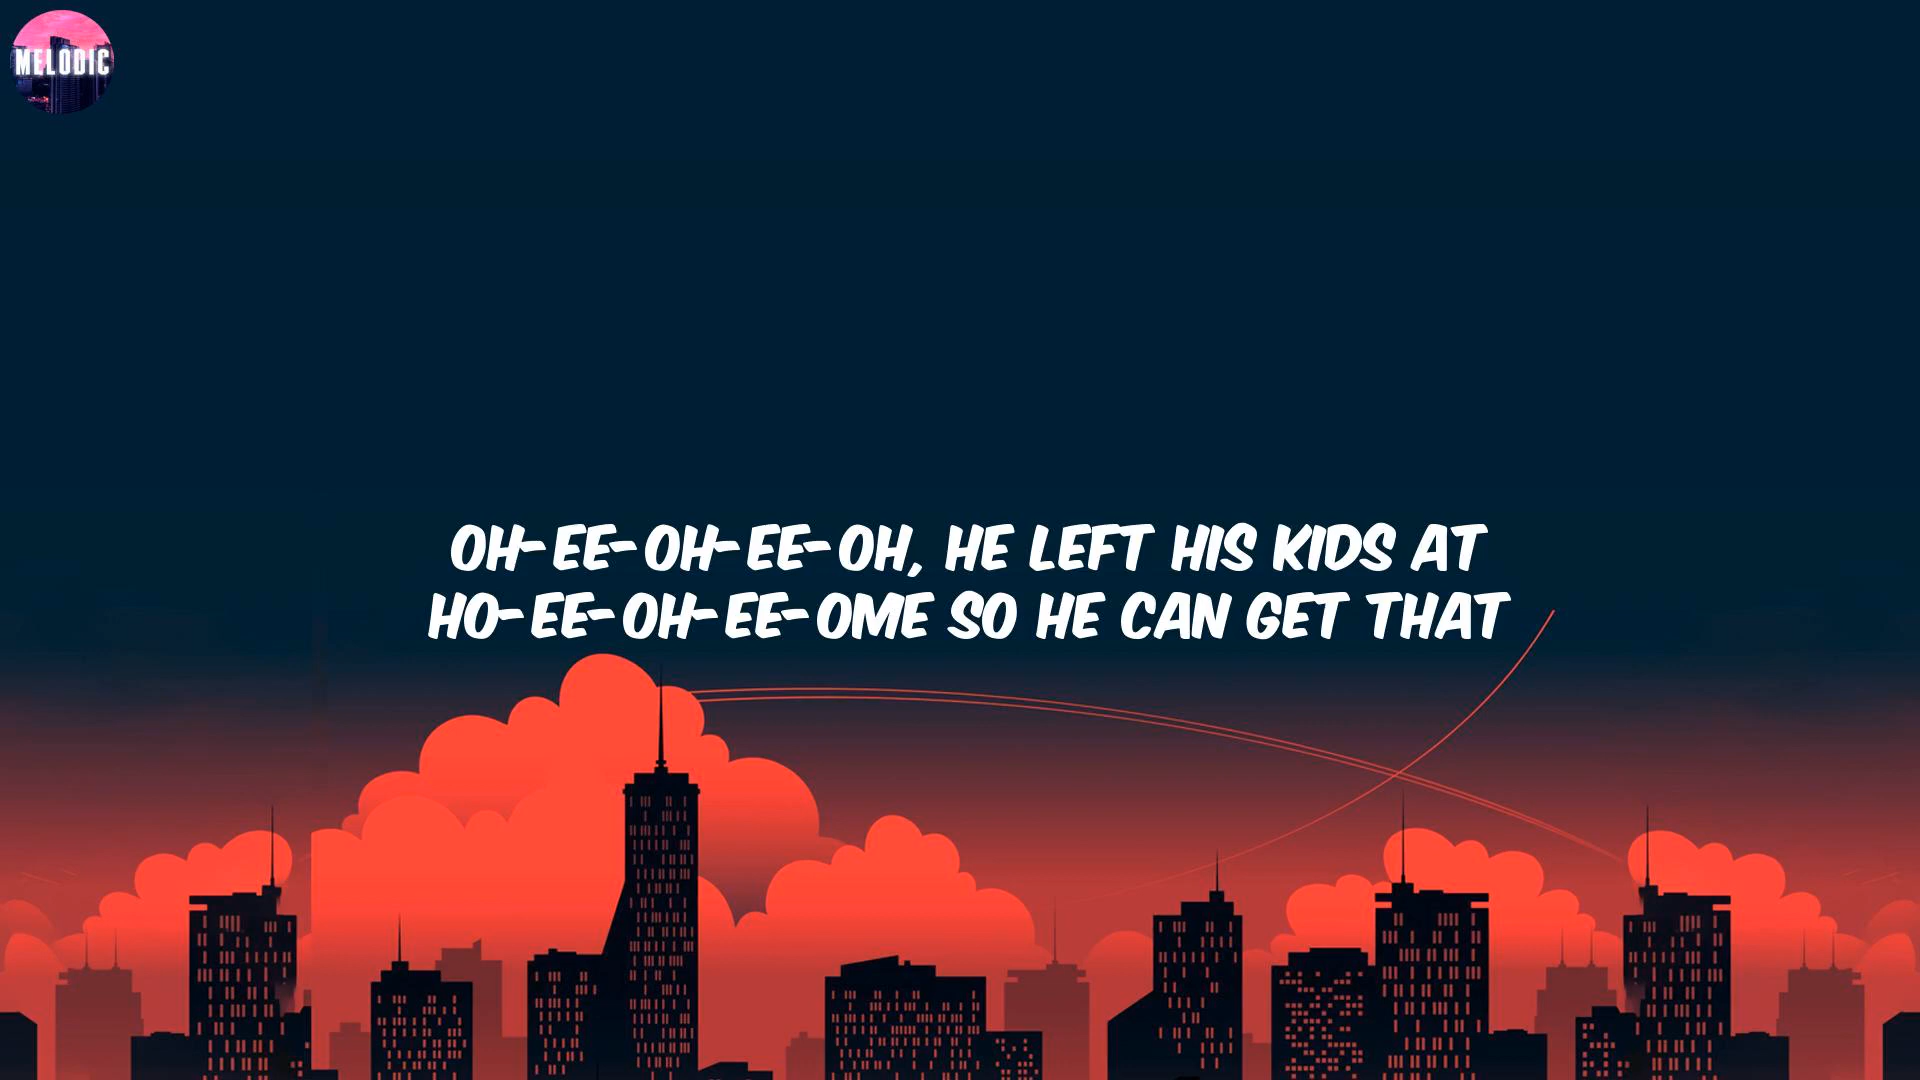 MELODIC
OH-EE-OH-EE-OH, HE LEFT HIS KIDS AT
HO-EE-OH-EE-OME SO HE CAN GET THAT